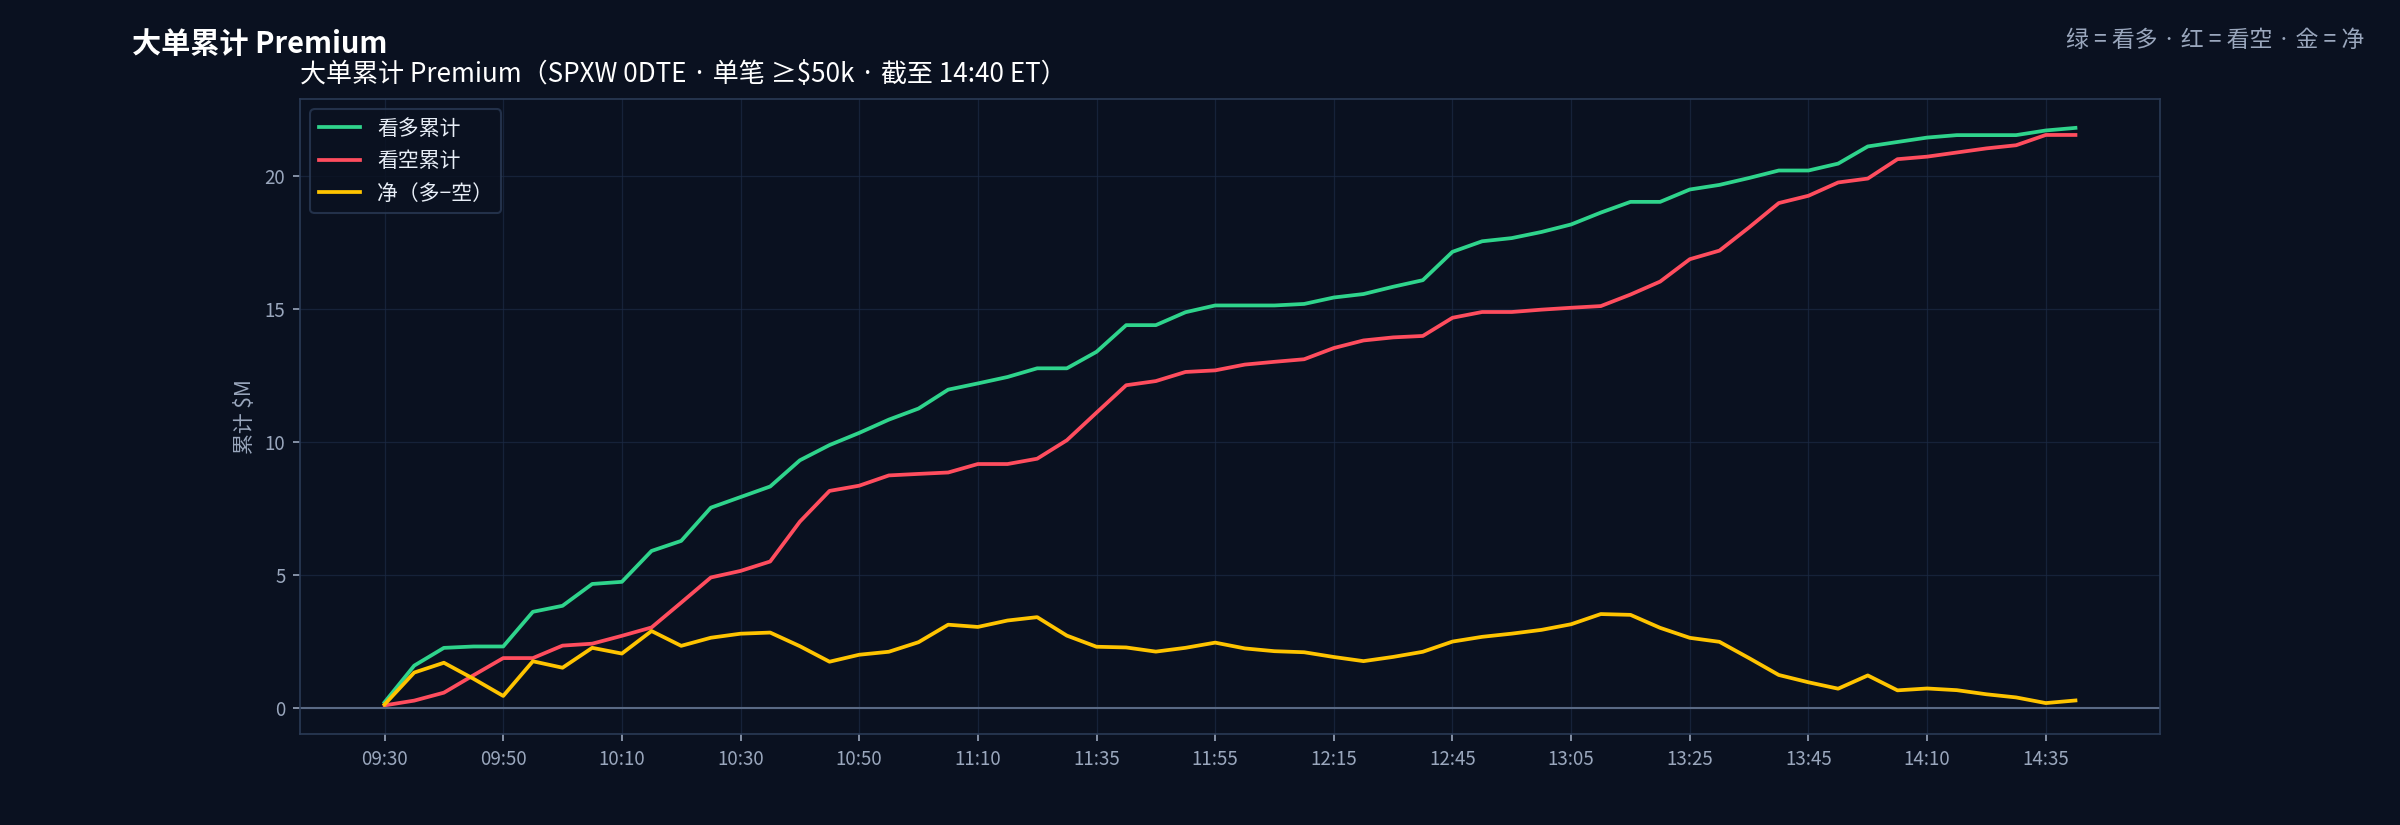 大单累计 Premium
绿 = 看多 · 红 = 看空 · 金 = 净
大单累计 Premium（SPXW 0DTE · 单笔 ≥$50k · 截至 14:40 ET）
看多累计
看空累计
净（多−空）
累计 $M
20
15
10
5
0
09:30 09:50 10:10 10:30 10:50 11:10 11:35 11:55 12:15 12:45 13:05 13:25 13:45 14:10 14:35